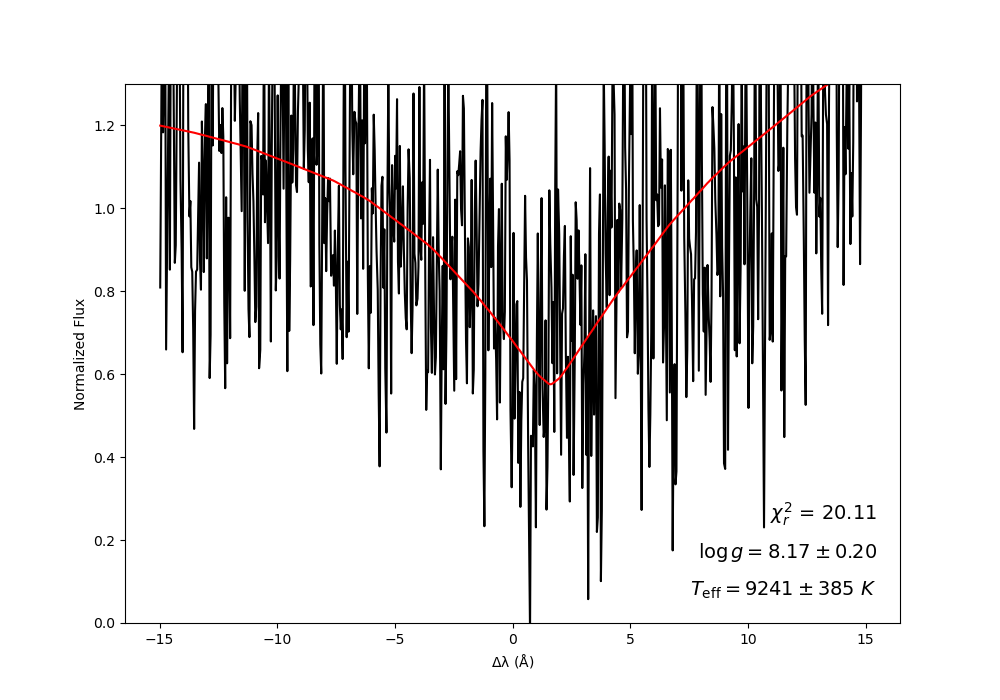 1.2
1.0
0.8
0.6
0.4
0.2
0.0
Normalized Flux
χ²ᵣ = 20.11
log g = 8.17 ± 0.20
T_eff = 9241 ± 385 K
−15 −10 −5 0 5 10 15
Δλ (Å)